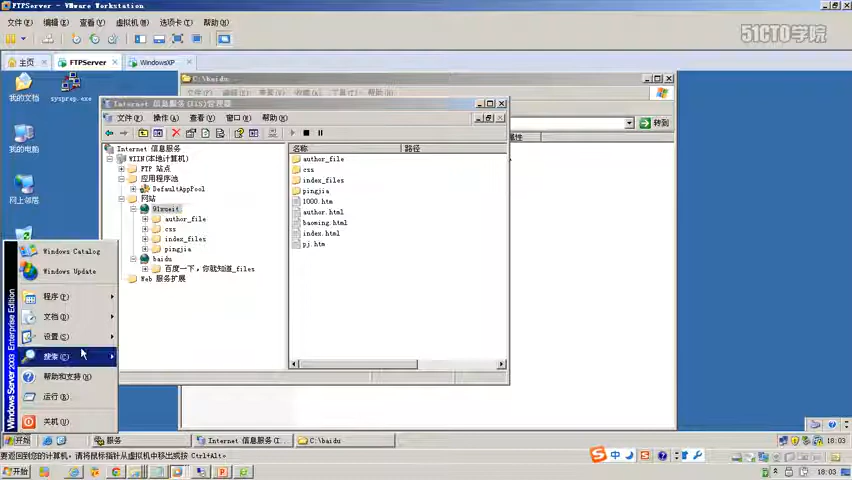 FTPServer - VMware Workstation
文件(F) 编辑(E) 查看(V) 虚拟机(M) 选项卡(T) 帮助(H)
51CTO学院
主页 FTPServer WindowsXP
我的文档 sysprep.exe
我的电脑
网上邻居
C:\baidu
转到
属性
Internet 信息服务(IIS)管理器
文件(F) 操作(A) 查看(V) 窗口(W) 帮助(H)
Internet 信息服务
WIIN(本地计算机)
FTP 站点
应用程序池
DefaultAppPool
网站
91xueit
author_file
css
index_files
pingjia
baidu
百度一下，你就知道_files
Web 服务扩展
名称 路径
author_file
css
index_files
pingjia
1000.htm
author.html
baoming.html
index.html
pj.htm
Windows Catalog
Windows Update
程序(P)
文档(D)
设置(S)
搜索(C)
帮助和支持(H)
运行(R)
关机(U)
Windows Server 2003 Enterprise Edition
开始 服务 Internet 信息服务(I... C:\baidu 18:03
要返回到您的计算机，请将鼠标指针从虚拟机中移出或按 Ctrl+Alt。
中
开始 18:03